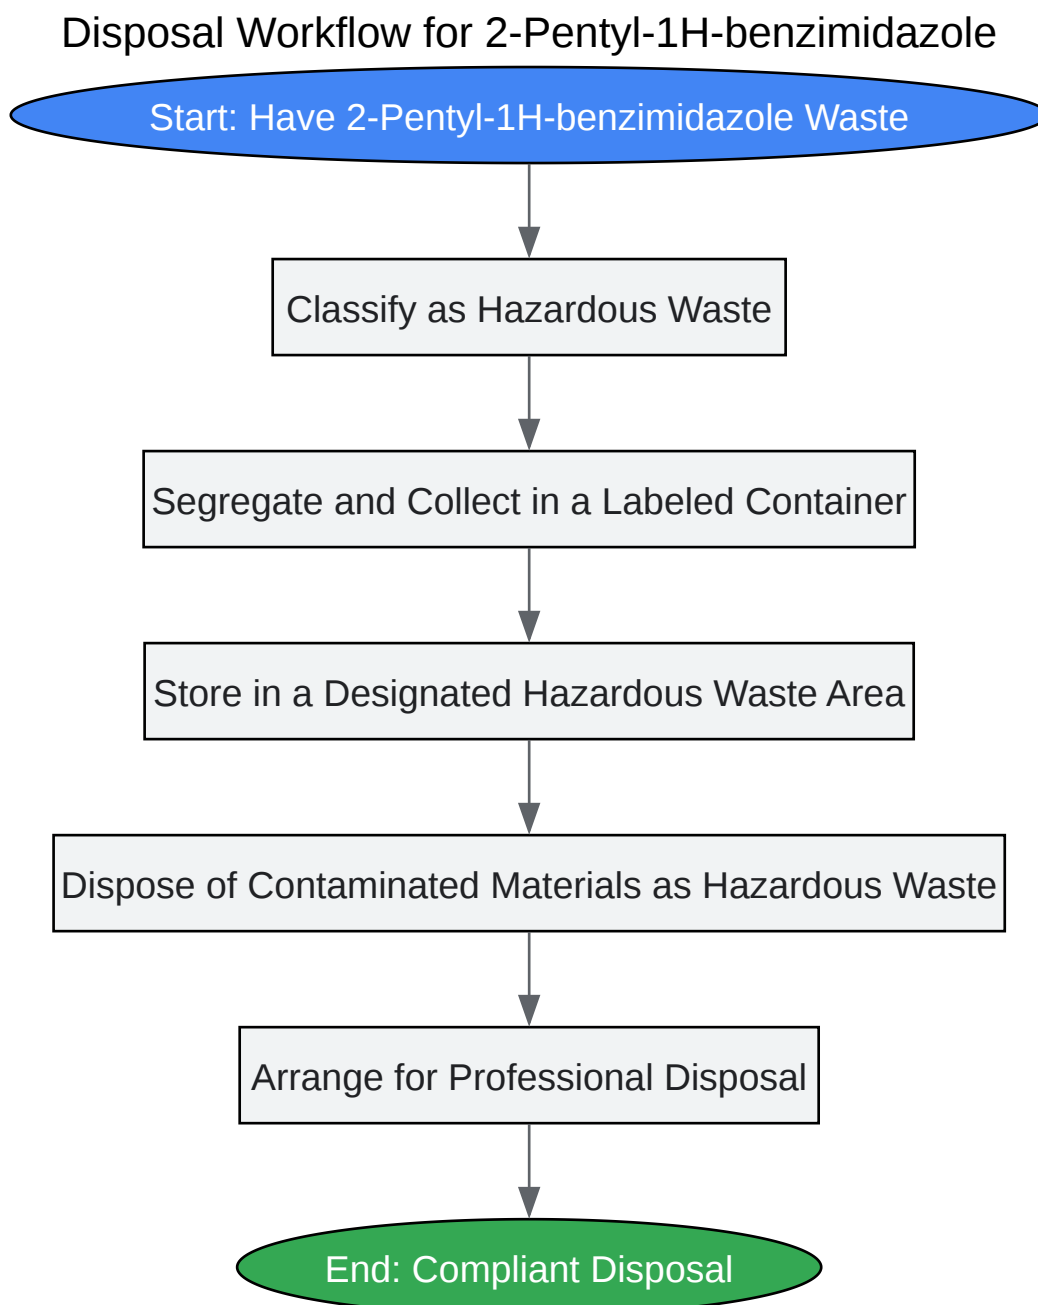 Disposal Workflow for 2-Pentyl-1H-benzimidazole
Start: Have 2-Pentyl-1H-benzimidazole Waste
Classify as Hazardous Waste
Segregate and Collect in a Labeled Container
Store in a Designated Hazardous Waste Area
Dispose of Contaminated Materials as Hazardous Waste
Arrange for Professional Disposal
End: Compliant Disposal